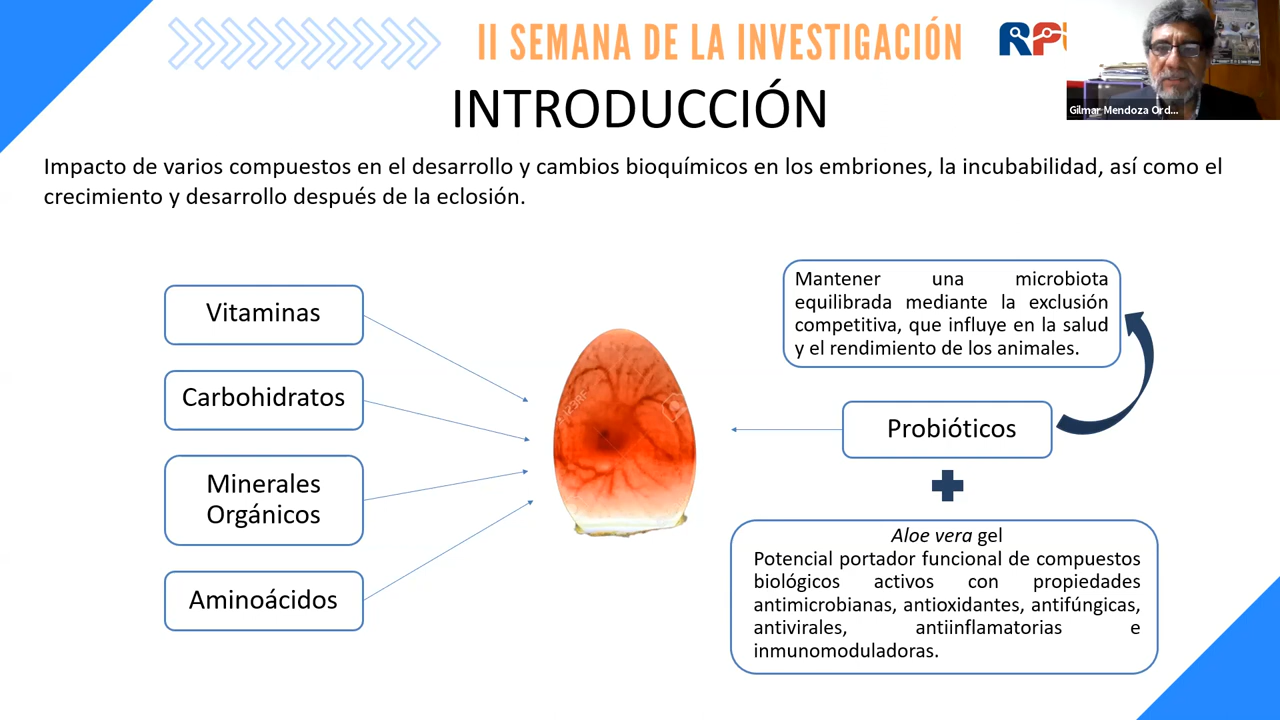 II SEMANA DE LA INVESTIGACIÓN
Gilmar Mendoza Ord...
INTRODUCCIÓN
Impacto de varios compuestos en el desarrollo y cambios bioquímicos en los embriones, la incubabilidad, así como el
crecimiento y desarrollo después de la eclosión.
Vitaminas
Carbohidratos
Minerales
Orgánicos
Aminoácidos
123RF
Mantener una microbiota
equilibrada mediante la exclusión
competitiva, que influye en la salud
y el rendimiento de los animales.
Probióticos
Aloe vera gel
Potencial portador funcional de compuestos
biológicos activos con propiedades
antimicrobianas, antioxidantes, antifúngicas,
antivirales, antiinflamatorias e
inmunomoduladoras.